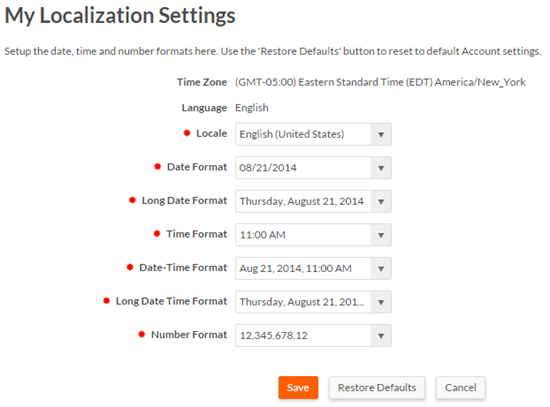 My Localization Settings
Setup the date, time and number formats here. Use the 'Restore Defaults' button to reset to default Account settings.
Time Zone (GMT-05:00) Eastern Standard Time (EDT) America/New_York
Language English
Locale English (United States)
Date Format 08/21/2014
Long Date Format Thursday, August 21, 2014
Time Format 11:00 AM
Date-Time Format Aug 21, 2014, 11:00 AM
Long Date Time Format Thursday, August 21, 201...
Number Format 12,345,678.12
Save Restore Defaults Cancel